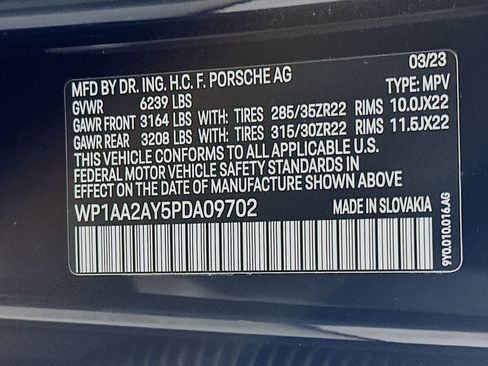 03/23
MFD BY DR. ING. H.C. F. PORSCHE AG
GVWR 6239 LBS TYPE: MPV
GAWR FRONT 3164 LBS WITH: TIRES 285/35ZR22 RIMS 10.0JX22
GAWR REAR 3208 LBS WITH: TIRES 315/30ZR22 RIMS 11.5JX22
THIS VEHICLE CONFORMS TO ALL APPLICABLE U.S.
FEDERAL MOTOR VEHICLE SAFETY STANDARDS IN
EFFECT ON THE DATE OF MANUFACTURE SHOWN ABOVE
WP1AA2AY5PDA09702 MADE IN SLOVAKIA
9Y0.010.016.AG